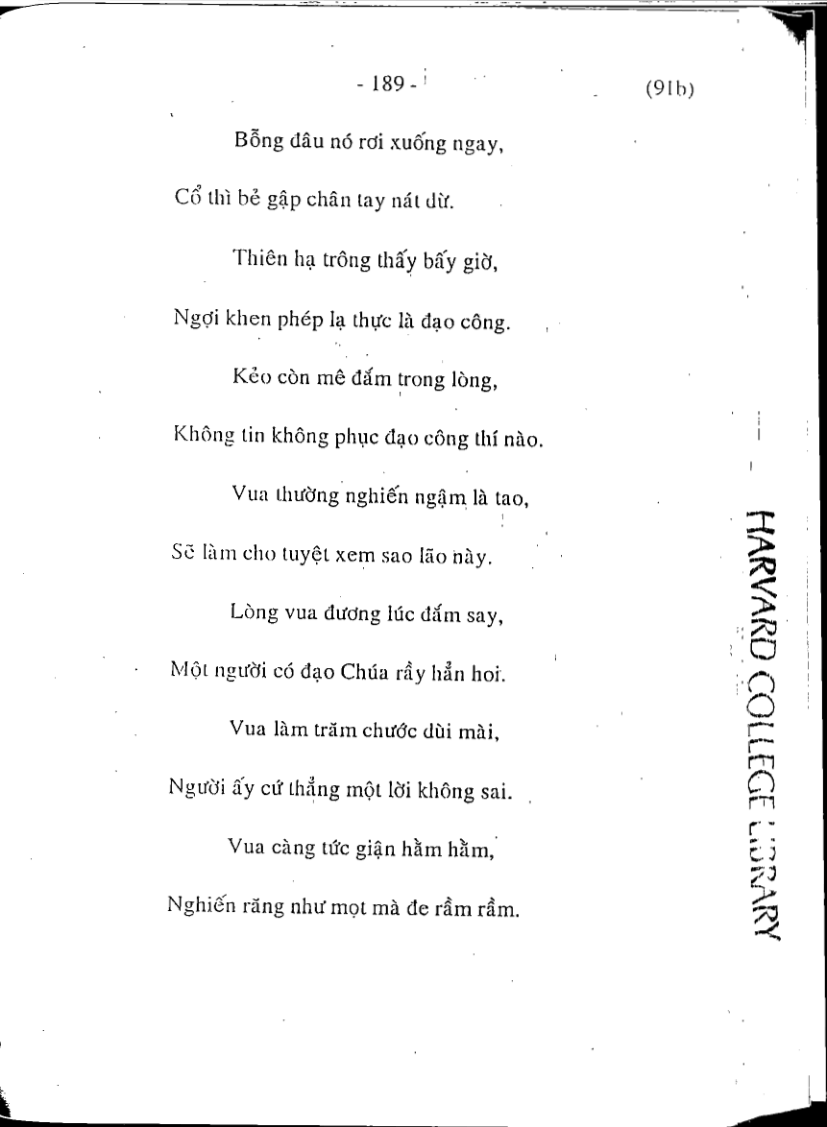 - 189 -
(91b)
Bỗng đâu nó rơi xuống ngay,
Cổ thì bẻ gập chân tay nát dừ.
Thiên hạ trông thấy bấy giờ,
Ngợi khen phép lạ thực là đạo công.
Kẻo còn mê đắm trong lòng,
Không tin không phục đạo công thí nào.
Vua thường nghiến ngậm là tao,
Sẽ làm cho tuyệt xem sao lão này.
Lòng vua đương lúc đắm say,
Một người có đạo Chúa rầy hẳn hoi.
Vua làm trăm chước dùi mài,
Người ấy cứ thẳng một lời không sai.
Vua càng tức giận hằm hằm,
Nghiến răng như mọt mà đe rầm rầm.
HARVARD COLLEGE LIBRARY